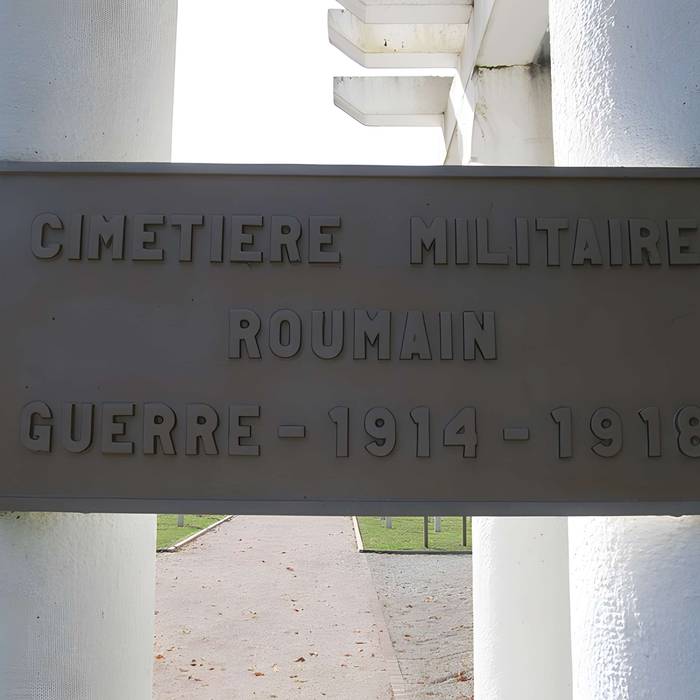 CIMETIERE MILITAIRE
ROUMAIN
GUERRE - 1914 - 1918